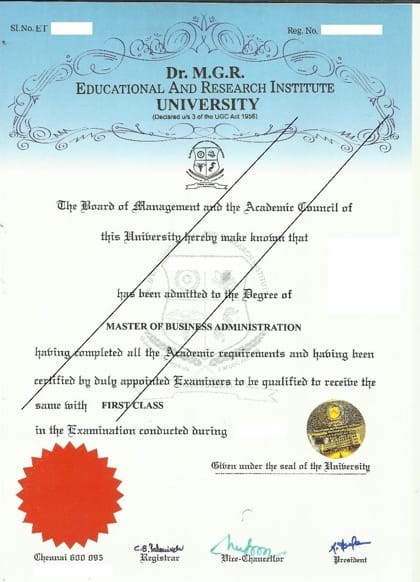 Sl.No. ET
Reg. No.
Dr. M.G.R.
EDUCATIONAL AND RESEARCH INSTITUTE
UNIVERSITY
(Declared u/s 3 of the UGC Act 1956)
The Board of Management and the Academic Council of
this University hereby make known that
has been admitted to the Degree of
MASTER OF BUSINESS ADMINISTRATION
having completed all the Academic requirements and having been
certified by duly appointed Examiners to be qualified to receive the
same with FIRST CLASS
in the Examination conducted during
Given under the seal of the University
Chennai 600 095
Registrar
Vice-Chancellor
President